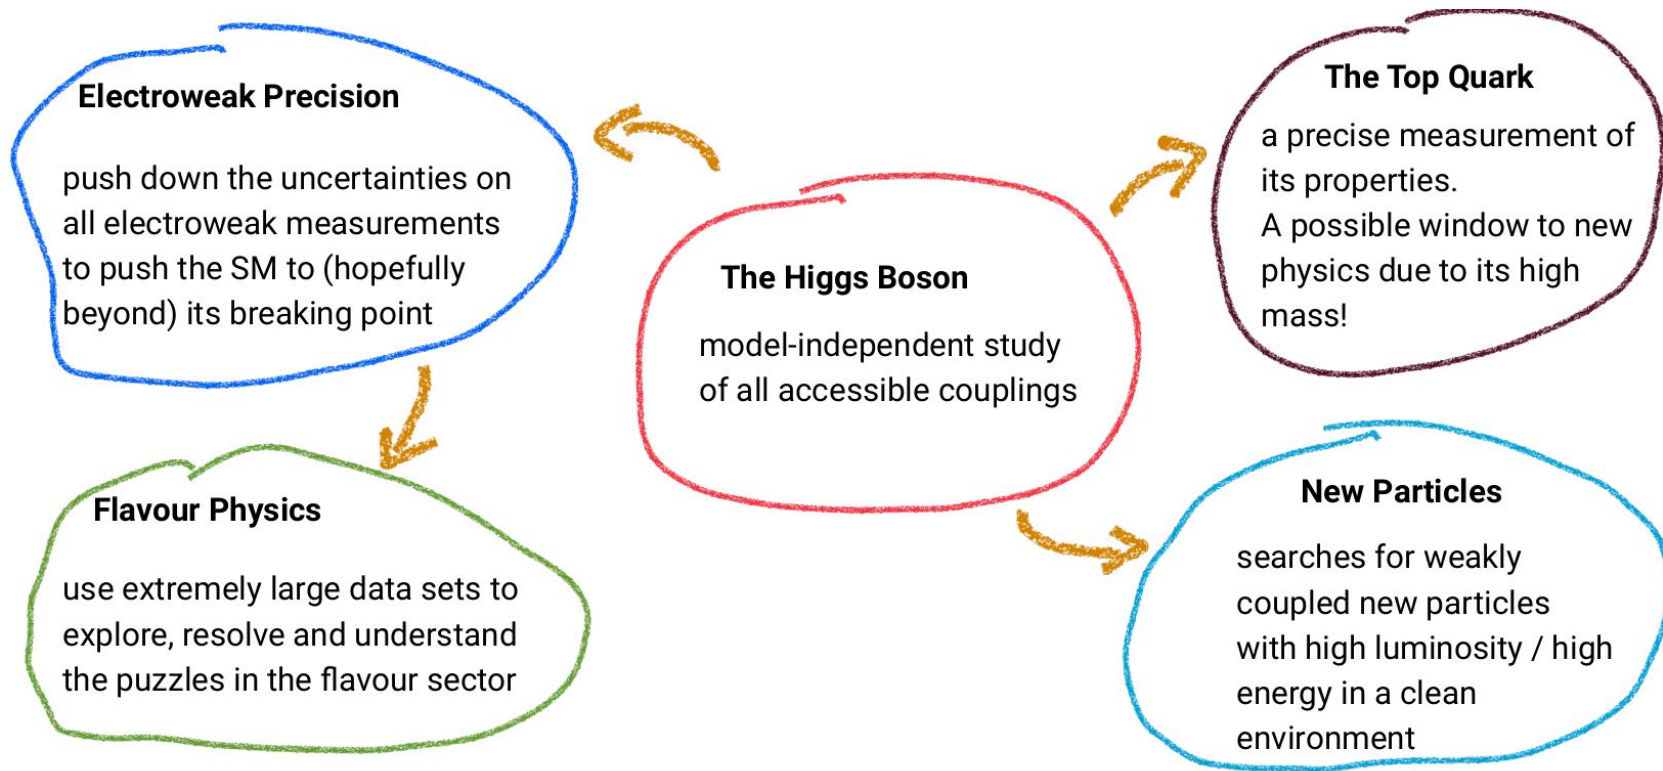 Electroweak Precision
push down the uncertainties on
all electroweak measurements
to push the SM to (hopefully
beyond) its breaking point
The Higgs Boson
model-independent study
of all accessible couplings
The Top Quark
a precise measurement of
its properties.
A possible window to new
physics due to its high
mass!
Flavour Physics
use extremely large data sets to
explore, resolve and understand
the puzzles in the flavour sector
New Particles
searches for weakly
coupled new particles
with high luminosity / high
energy in a clean
environment